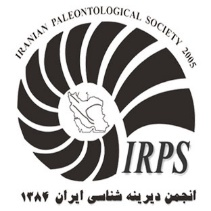 IRANIAN PALEONTOLOGICAL SOCIETY 2005
IRPS
انجمن دیرینه شناسی ایران ۱۳۸۴